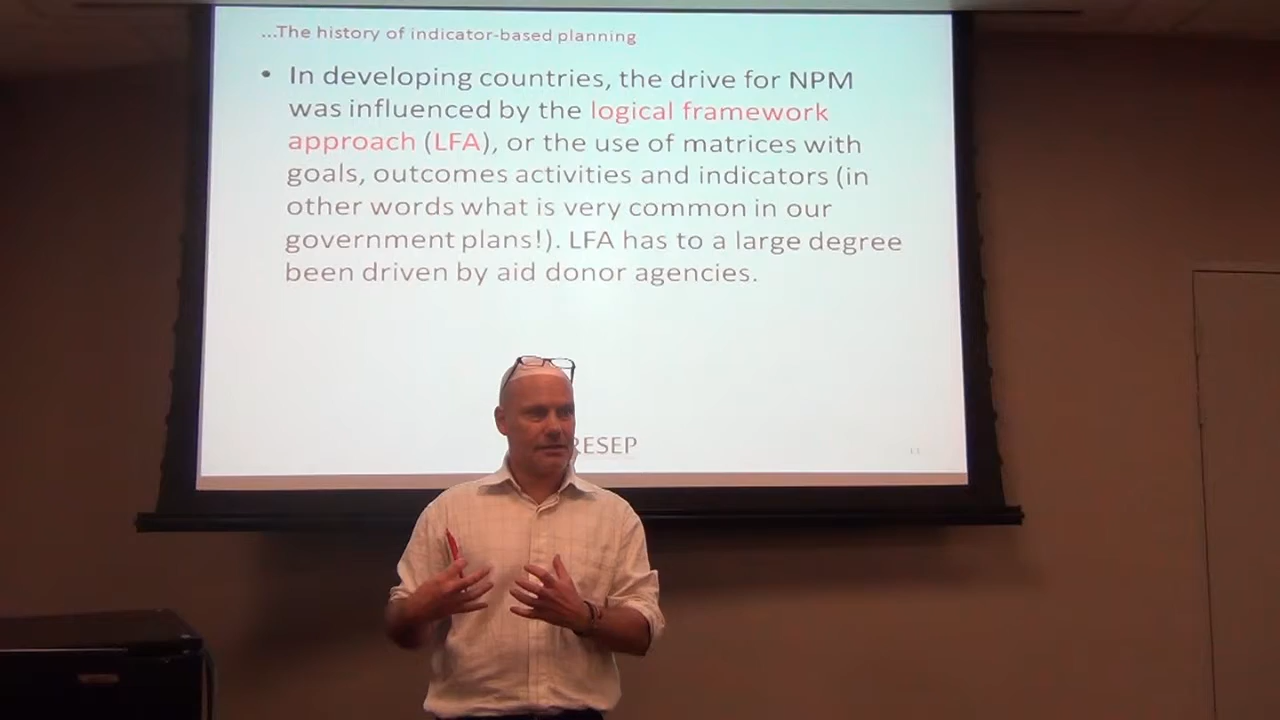 ...The history of indicator-based planning
• In developing countries, the drive for NPM
was influenced by the logical framework
approach (LFA), or the use of matrices with
goals, outcomes activities and indicators (in
other words what is very common in our
government plans!). LFA has to a large degree
been driven by aid donor agencies.
RESEP
11